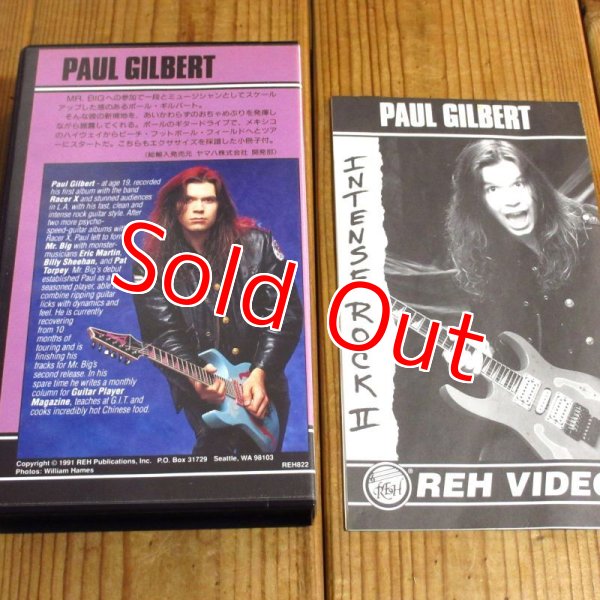 PAUL GILBERT
MR. BIGへの参加で一段とミュージシャンとしてスケール
アップした感のあるポール・ギルバート。
そんな彼の新境地を、あいかわらずのおちゃめぶりを発揮し
ながら披露してくれる。ポールのギタードライブで、メキシコ
のハイウェイからピーチ・フットボール・フィールドへとツア
ーにスタートだ。こちらもエクササイズを採譜した小冊子付。
〈総輸入発売元 ヤマハ株式会社 開発部〉
Paul Gilbert - at age 19, recorded
his first album with the band
Racer X and stunned audiences
in L.A. with his fast, clean and
intense rock guitar style. After
two more psycho-
speed-guitar albums with
Racer X, Paul left to form
Mr. Big with monster-
musicians Eric Martin,
Billy Sheehan, and Pat
Torpey. Mr. Big's debut
established Paul as a
seasoned player, able
combine ripping guitar
licks with dynamics and
feel. He is currently
recovering
from 10
months of
touring and is
finishing his
tracks for Mr. Big's
second release. In his
spare time he writes a monthly
column for Guitar Player
Magazine, teaches at G.I.T. and
cooks incredibly hot Chinese food.
Copyright © 1991 REH Publications, Inc. P.O. Box 31729 Seattle, WA 98103
Photos: William Hames
REH822
PAUL GILBERT
INTENSE ROCK II
REH
REH VIDEO
Sold Out